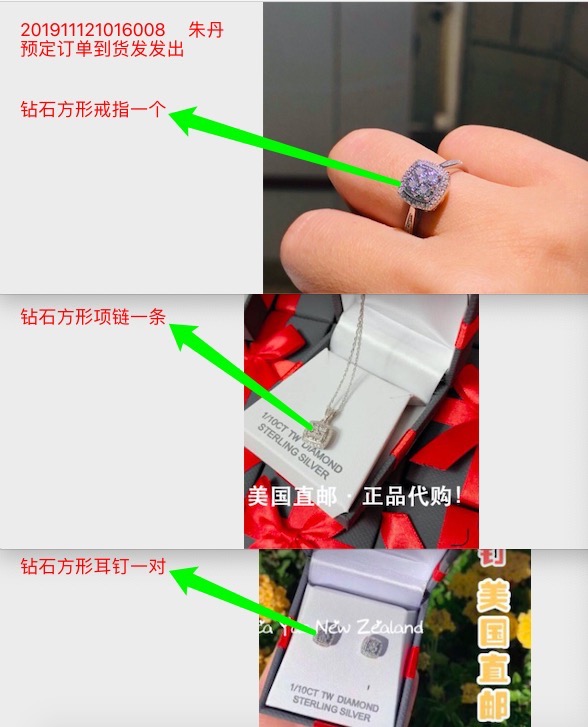 201911121016008 朱丹
预定订单到货发发出
钻石方形戒指一个
钻石方形项链一条
1/10CT TW DIAMOND
STERLING SILVER
美国直邮·正品代购!
钻石方形耳钉一对
New Zealand
1/10CT TW DIAMOND
STERLING SILVER
钉
美国直邮